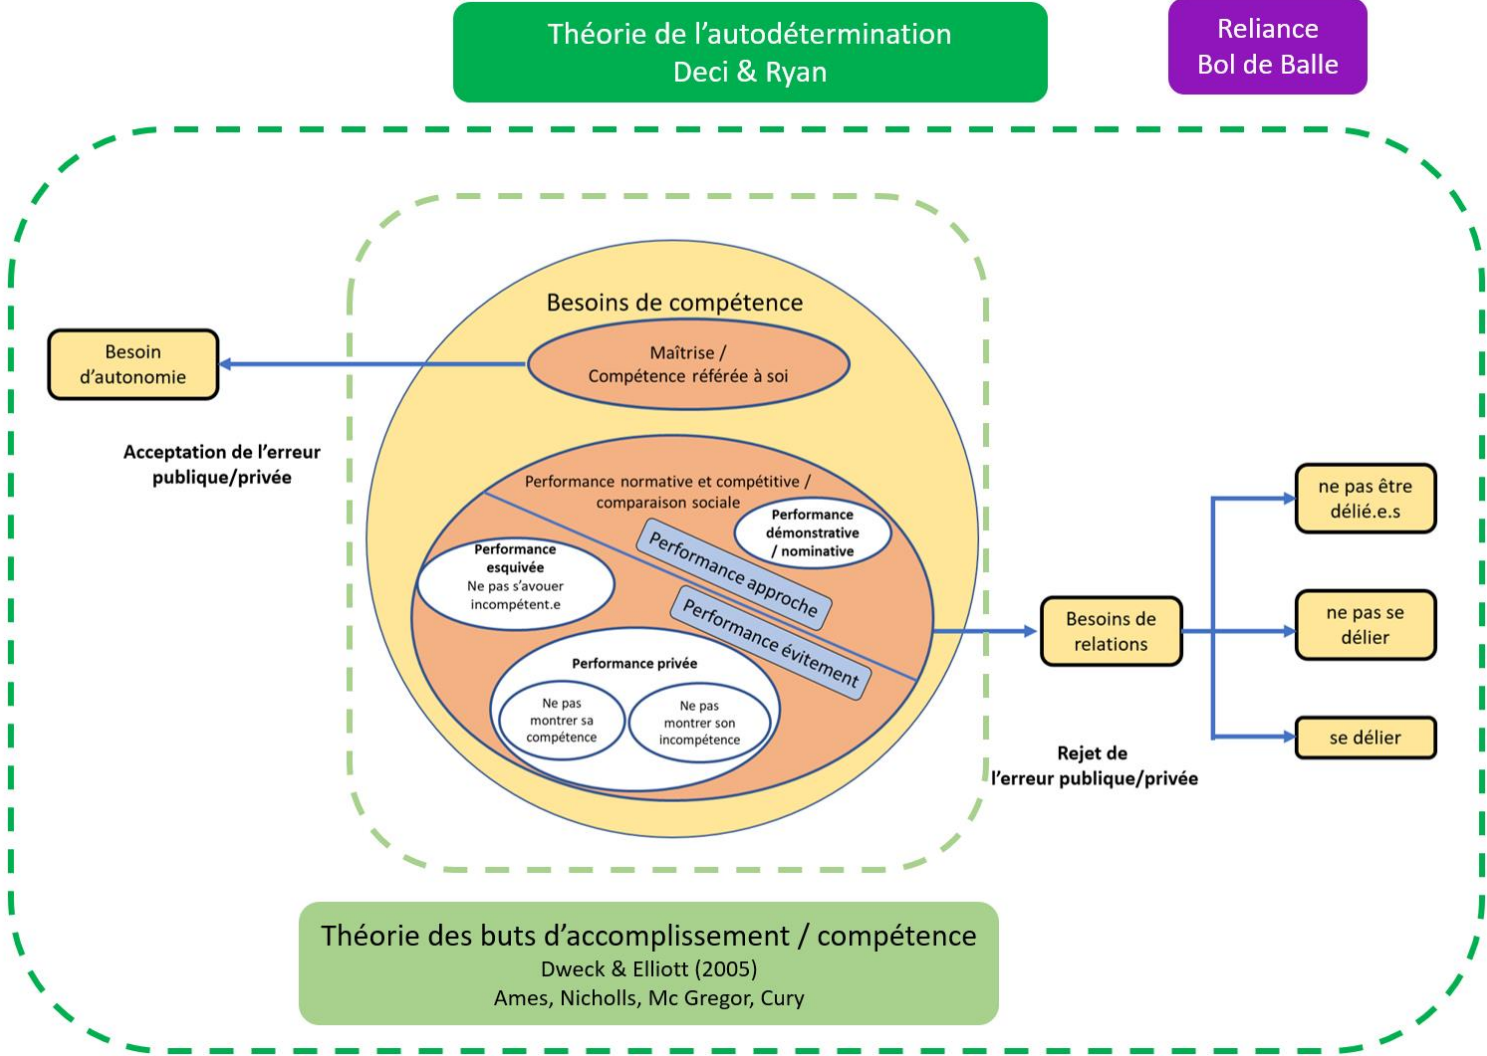 Théorie de l'autodétermination
Deci & Ryan
Reliance
Bol de Balle
Besoins de compétence
Maîtrise /
Compétence référée à soi
Besoin
d'autonomie
Acceptation de l'erreur
publique/privée
Performance normative et compétitive /
comparaison sociale
Performance
démonstrative
/ nominative
Performance approche
Performance évitement
Performance
esquivée
Ne pas s'avouer
incompétent.e
Performance privée
Ne pas
montrer sa
compétence
Ne pas
montrer son
incompétence
Besoins de
relations
ne pas être
délié.e.s
ne pas se
délier
se délier
Rejet de
l'erreur publique/privée
Théorie des buts d'accomplissement / compétence
Dweck & Elliott (2005)
Ames, Nicholls, Mc Gregor, Cury